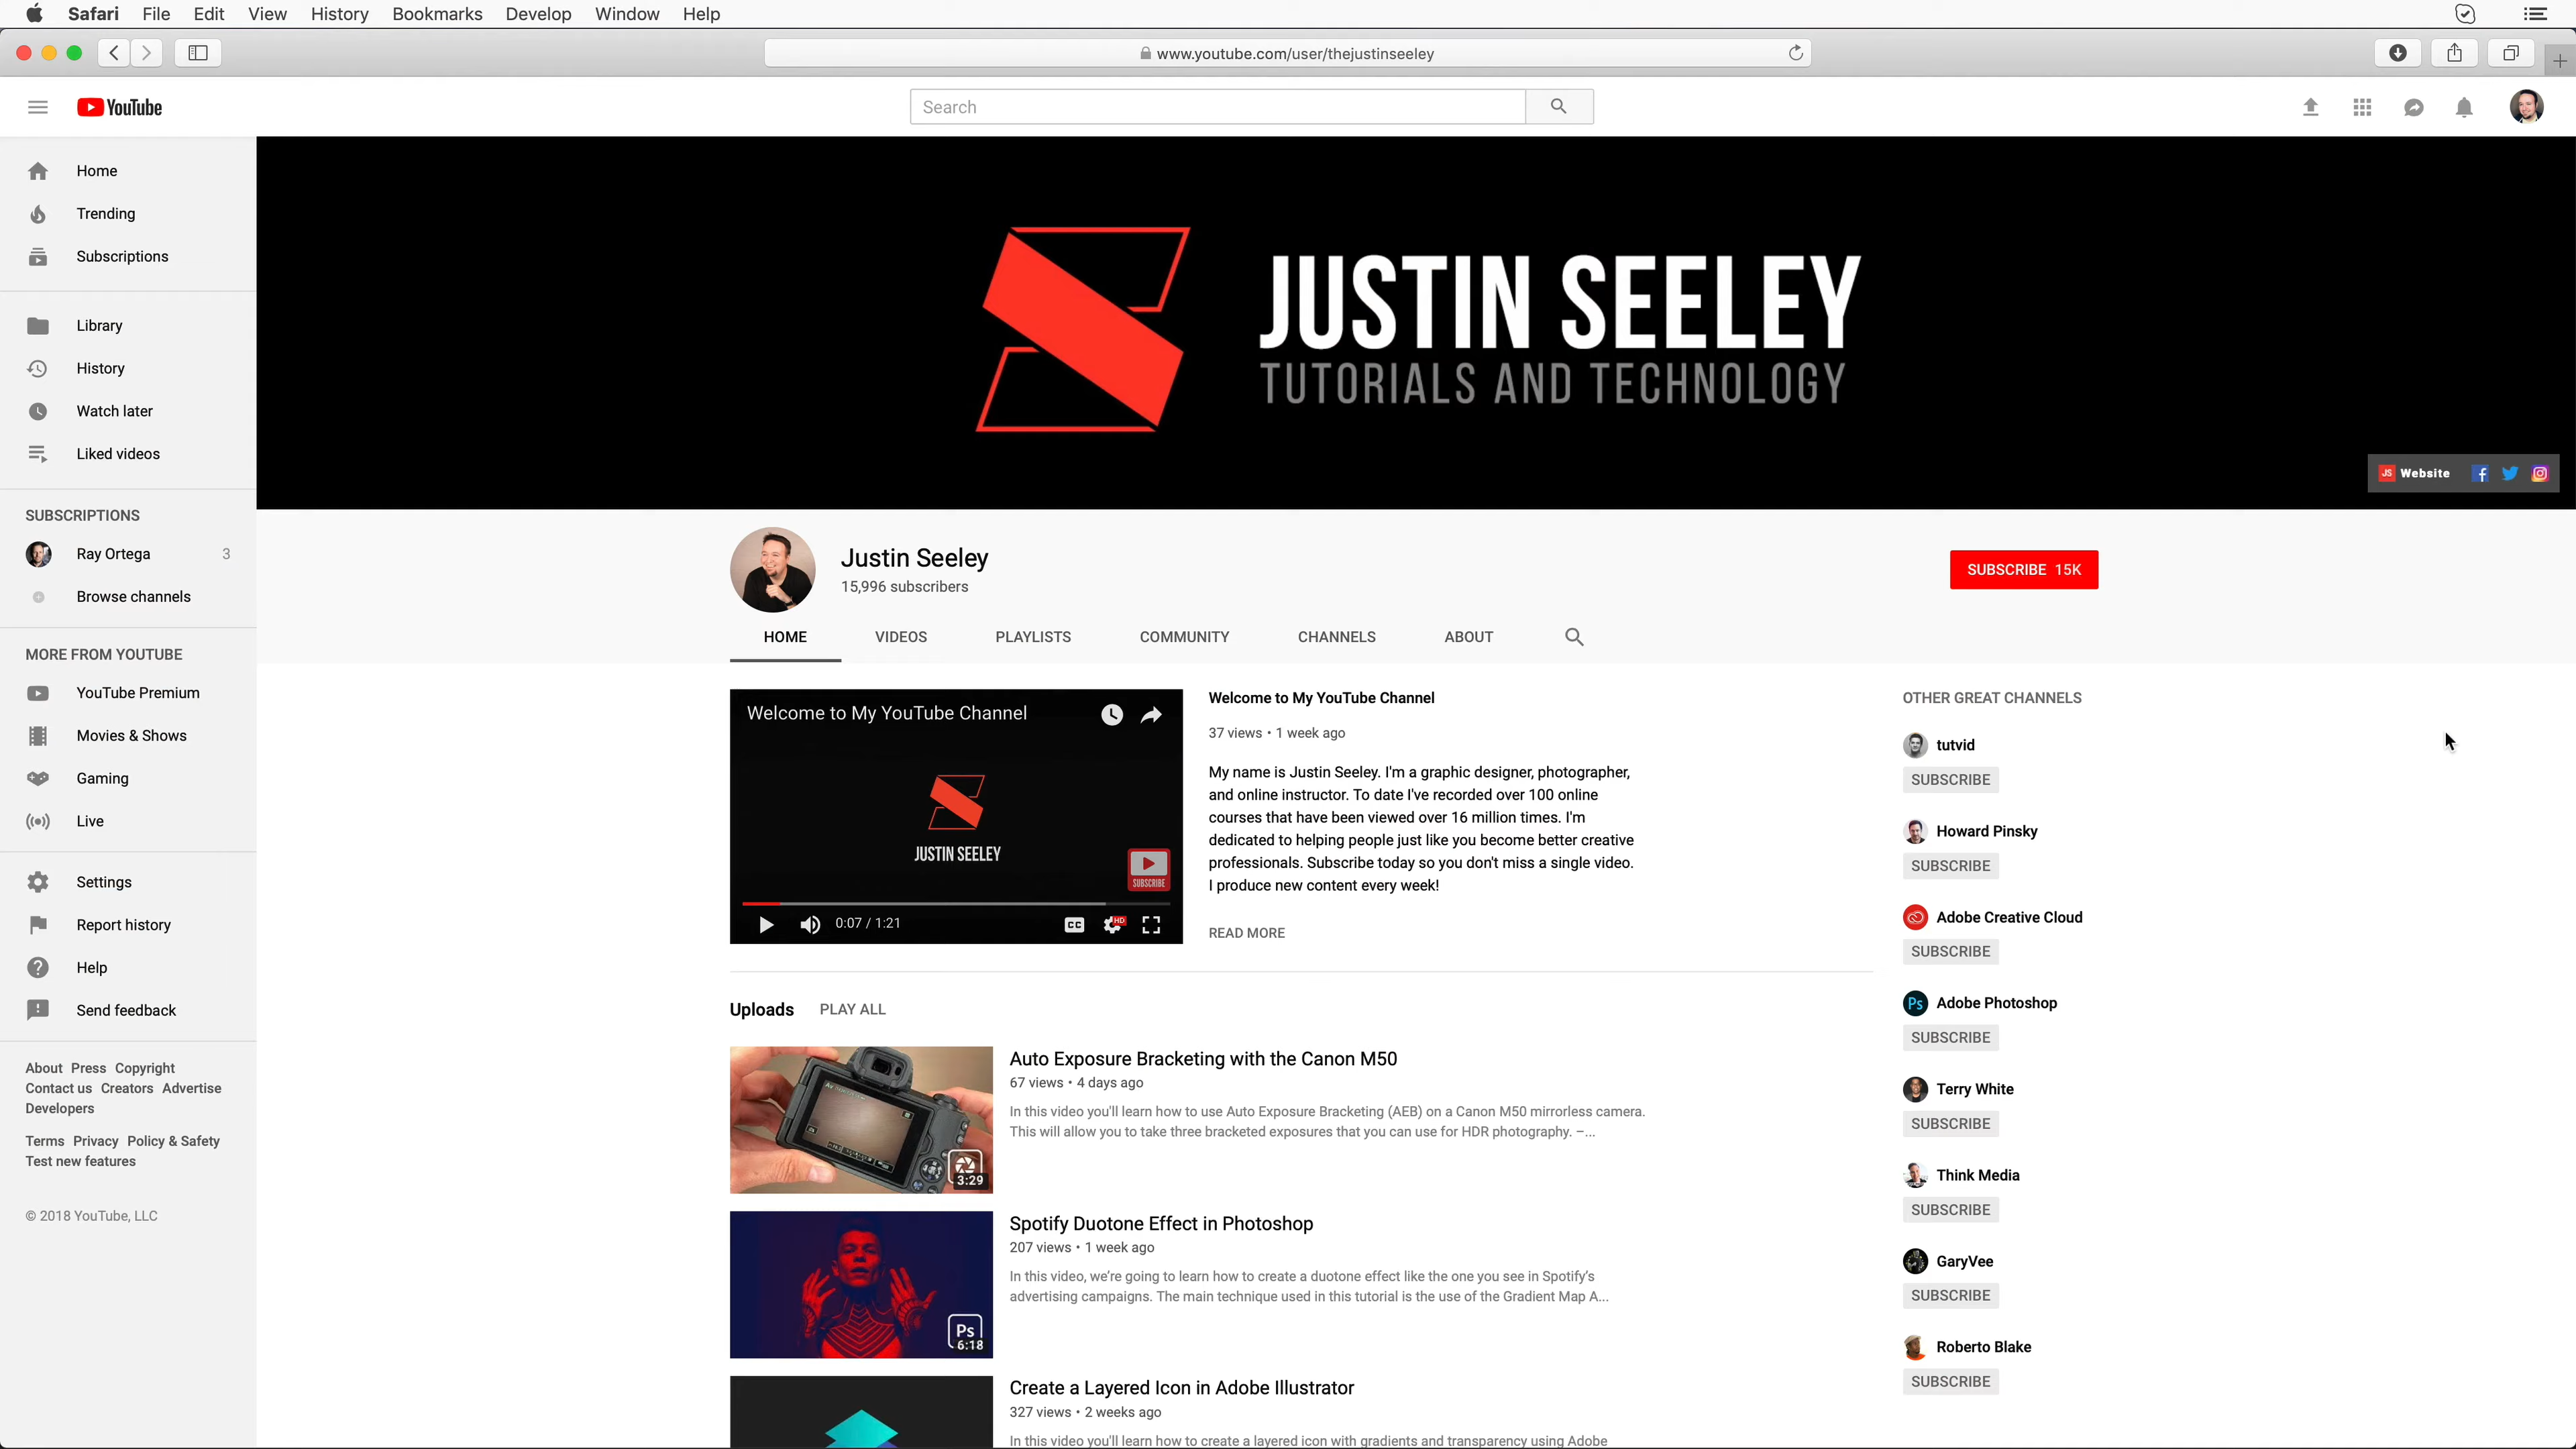 Safari File Edit View History Bookmarks Develop Window Help
www.youtube.com/user/thejustinseeley
YouTube
Search
Home
Trending
Subscriptions
Library
History
Watch later
Liked videos
SUBSCRIPTIONS
Ray Ortega 3
Browse channels
MORE FROM YOUTUBE
YouTube Premium
Movies & Shows
Gaming
Live
Settings
Report history
Help
Send feedback
About Press Copyright
Contact us Creators Advertise
Developers
Terms Privacy Policy & Safety
Test new features
© 2018 YouTube, LLC
JUSTIN SEELEY
TUTORIALS AND TECHNOLOGY
JS Website
Justin Seeley
15,996 subscribers
SUBSCRIBE 15K
HOME VIDEOS PLAYLISTS COMMUNITY CHANNELS ABOUT
Welcome to My YouTube Channel
JUSTIN SEELEY
SUBSCRIBE
0:07 / 1:21
CC HD
Welcome to My YouTube Channel
37 views • 1 week ago
My name is Justin Seeley. I'm a graphic designer, photographer,
and online instructor. To date I've recorded over 100 online
courses that have been viewed over 16 million times. I'm
dedicated to helping people just like you become better creative
professionals. Subscribe today so you don't miss a single video.
I produce new content every week!
READ MORE
Uploads PLAY ALL
3:29
Auto Exposure Bracketing with the Canon M50
67 views • 4 days ago
In this video you'll learn how to use Auto Exposure Bracketing (AEB) on a Canon M50 mirrorless camera.
This will allow you to take three bracketed exposures that you can use for HDR photography. –...
Ps
6:18
Spotify Duotone Effect in Photoshop
207 views • 1 week ago
In this video, we're going to learn how to create a duotone effect like the one you see in Spotify's
advertising campaigns. The main technique used in this tutorial is the use of the Gradient Map A...
Create a Layered Icon in Adobe Illustrator
327 views • 2 weeks ago
In this video you'll learn how to create a layered icon with gradients and transparency using Adobe
OTHER GREAT CHANNELS
tutvid
SUBSCRIBE
Howard Pinsky
SUBSCRIBE
Adobe Creative Cloud
SUBSCRIBE
Ps Adobe Photoshop
SUBSCRIBE
Terry White
SUBSCRIBE
Think Media
SUBSCRIBE
GaryVee
SUBSCRIBE
Roberto Blake
SUBSCRIBE